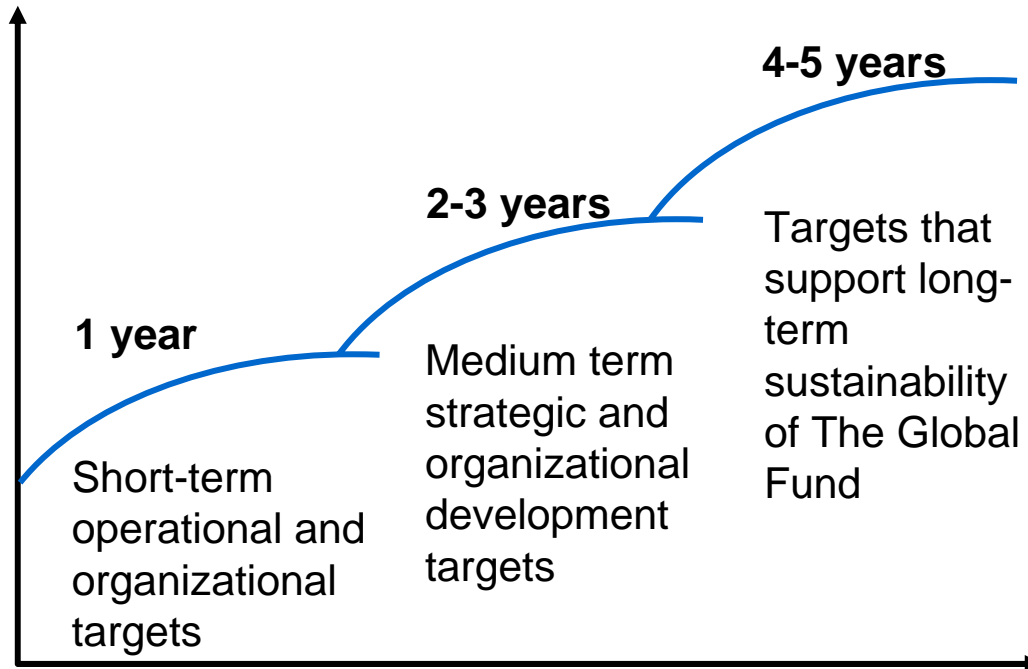 1 year
Short-term
operational and
organizational
targets
2-3 years
Medium term
strategic and
organizational
development
targets
4-5 years
Targets that
support long-
term
sustainability
of The Global
Fund